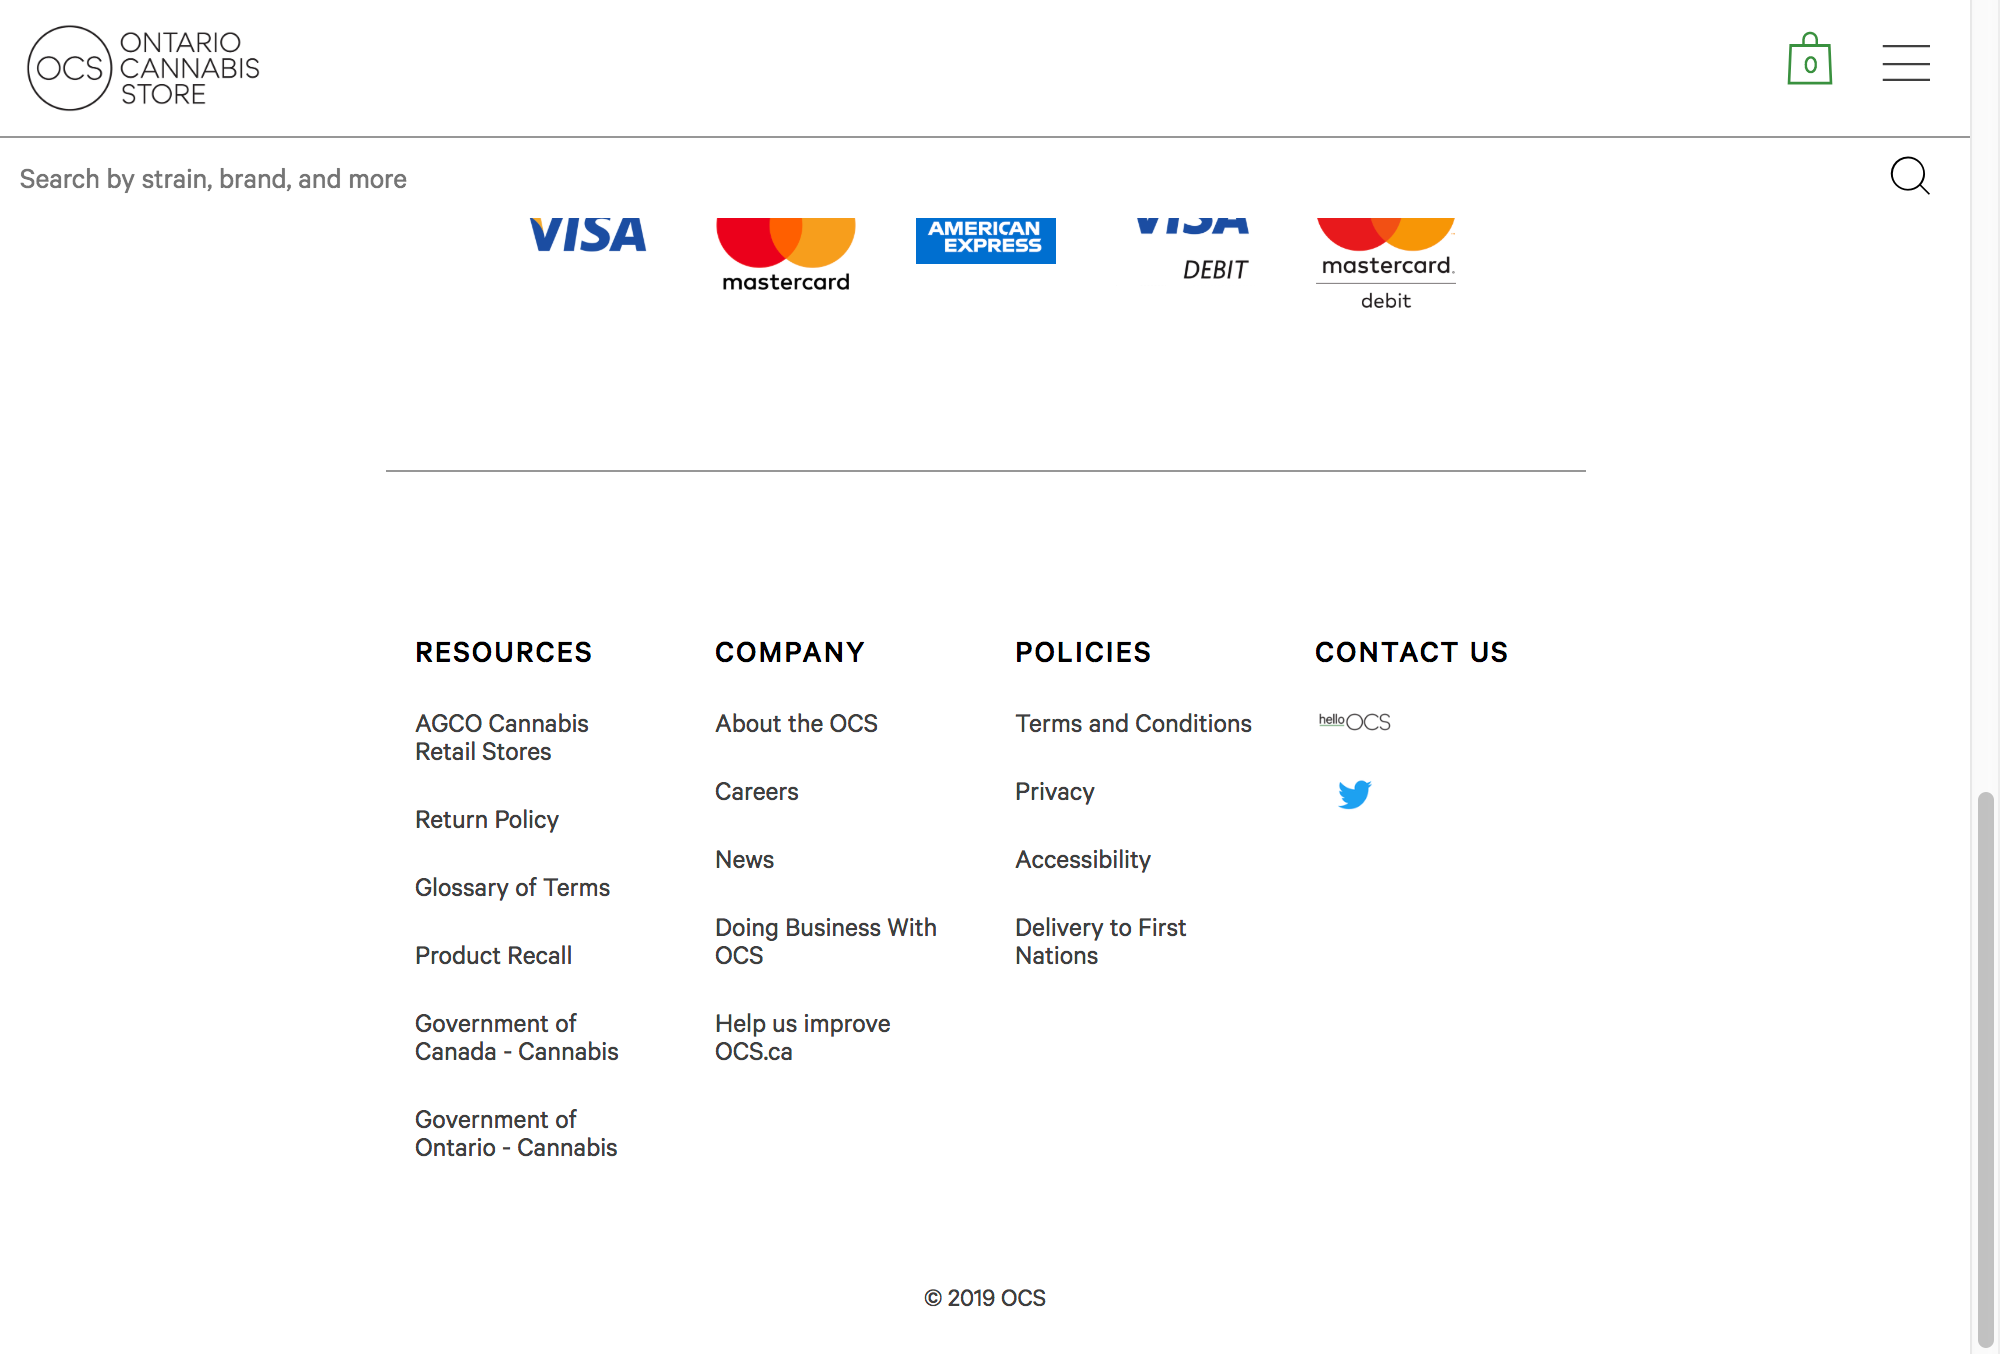 OCS
ONTARIO
CANNABIS
STORE
0
Search by strain, brand, and more
VISA
mastercard
AMERICAN
EXPRESS
VISA
DEBIT
mastercard.
debit
RESOURCES
AGCO Cannabis
Retail Stores
Return Policy
Glossary of Terms
Product Recall
Government of
Canada - Cannabis
Government of
Ontario - Cannabis
COMPANY
About the OCS
Careers
News
Doing Business With
OCS
Help us improve
OCS.ca
POLICIES
Terms and Conditions
Privacy
Accessibility
Delivery to First
Nations
CONTACT US
helloOCS
© 2019 OCS